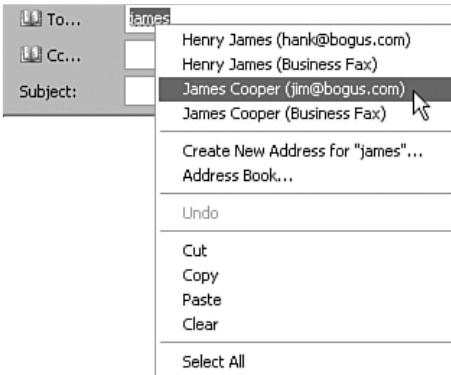 To...
james
Henry James (hank@bogus.com)
Cc...
Henry James (Business Fax)
Subject:
James Cooper (jim@bogus.com)
James Cooper (Business Fax)
Create New Address for "james"...
Address Book...
Undo
Cut
Copy
Paste
Clear
Select All